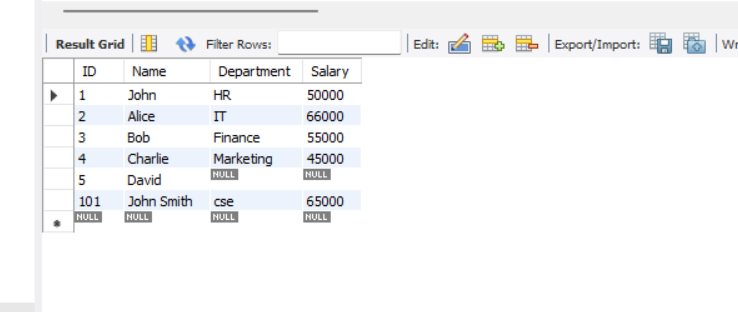 Result Grid Filter Rows: Edit: Export/Import: Wr
ID Name Department Salary
1 John HR 50000
2 Alice IT 66000
3 Bob Finance 55000
4 Charlie Marketing 45000
5 David NULL NULL
101 John Smith cse 65000
NULL NULL NULL NULL